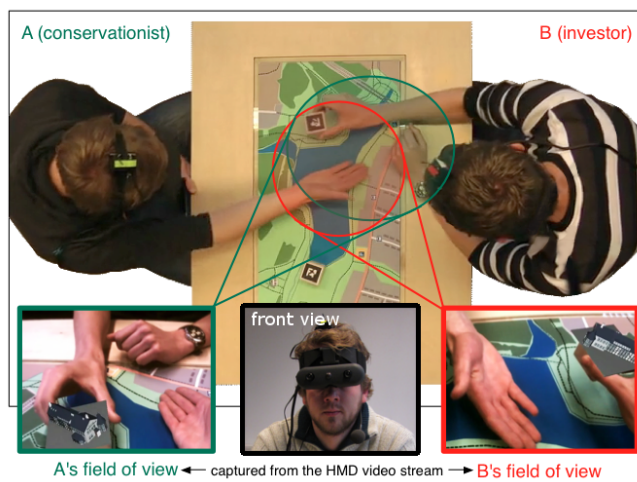 A (conservationist)
B (investor)
front view
A's field of view
captured from the HMD video stream
B's field of view